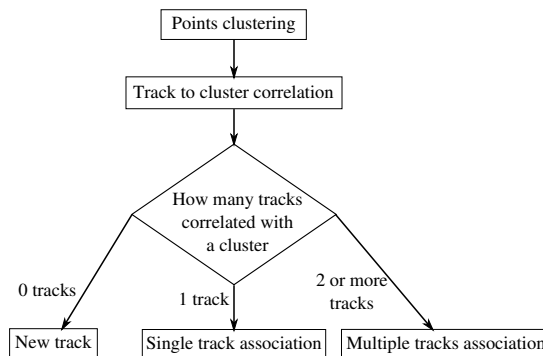 Points clustering
Track to cluster correlation
How many tracks
correlated with
a cluster
0 tracks
1 track
2 or more
tracks
New track
Single track association
Multiple tracks association